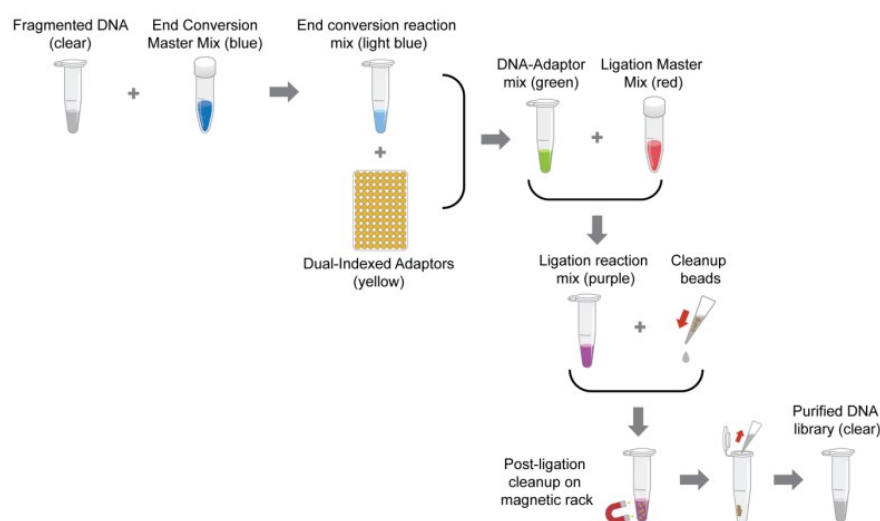 Fragmented DNA
(clear)
+
End Conversion
Master Mix (blue)
End conversion reaction
mix (light blue)
+
Dual-Indexed Adaptors
(yellow)
DNA-Adaptor
mix (green)
+
Ligation Master
Mix (red)
Ligation reaction
mix (purple)
+
Cleanup
beads
Post-ligation
cleanup on
magnetic rack
Purified DNA
library (clear)